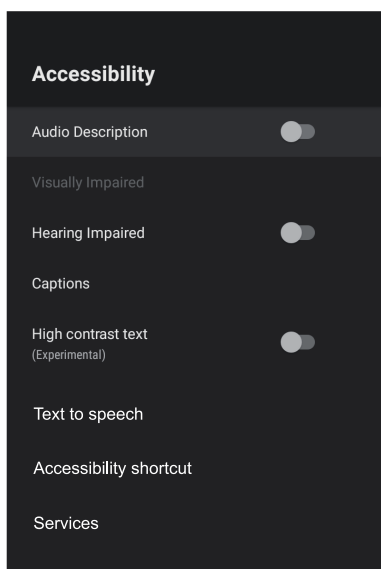 Accessibility
Audio Description
Visually Impaired
Hearing Impaired
Captions
High contrast text
(Experimental)
Text to speech
Accessibility shortcut
Services